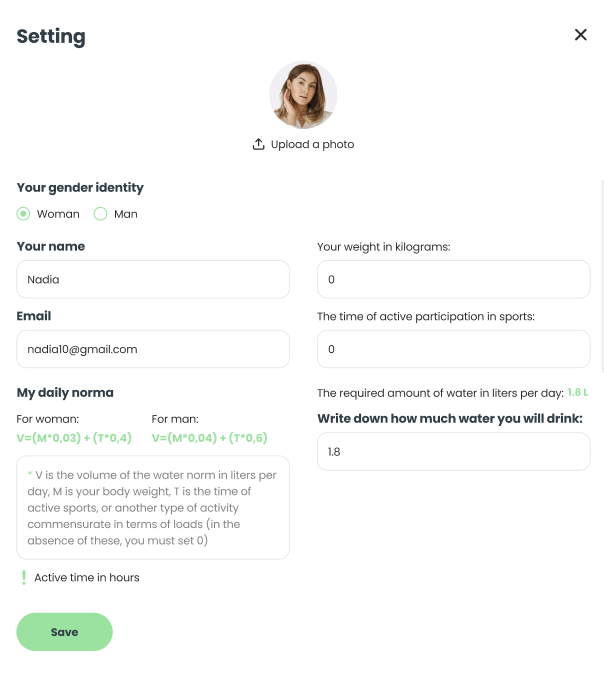 Setting
Upload a photo
Your gender identity
Woman
Man
Your name
Nadia
Email
nadia10@gmail.com
My daily norma
For woman:
V=(M*0,03) + (T*0,4)
For man:
V=(M*0,04) + (T*0,6)
* V is the volume of the water norm in liters per
day, M is your body weight, T is the time of
active sports, or another type of activity
commensurate in terms of loads (in the
absence of these, you must set 0)
! Active time in hours
Your weight in kilograms:
0
The time of active participation in sports:
0
The required amount of water in liters per day: 1.8 L
Write down how much water you will drink:
1.8
Save